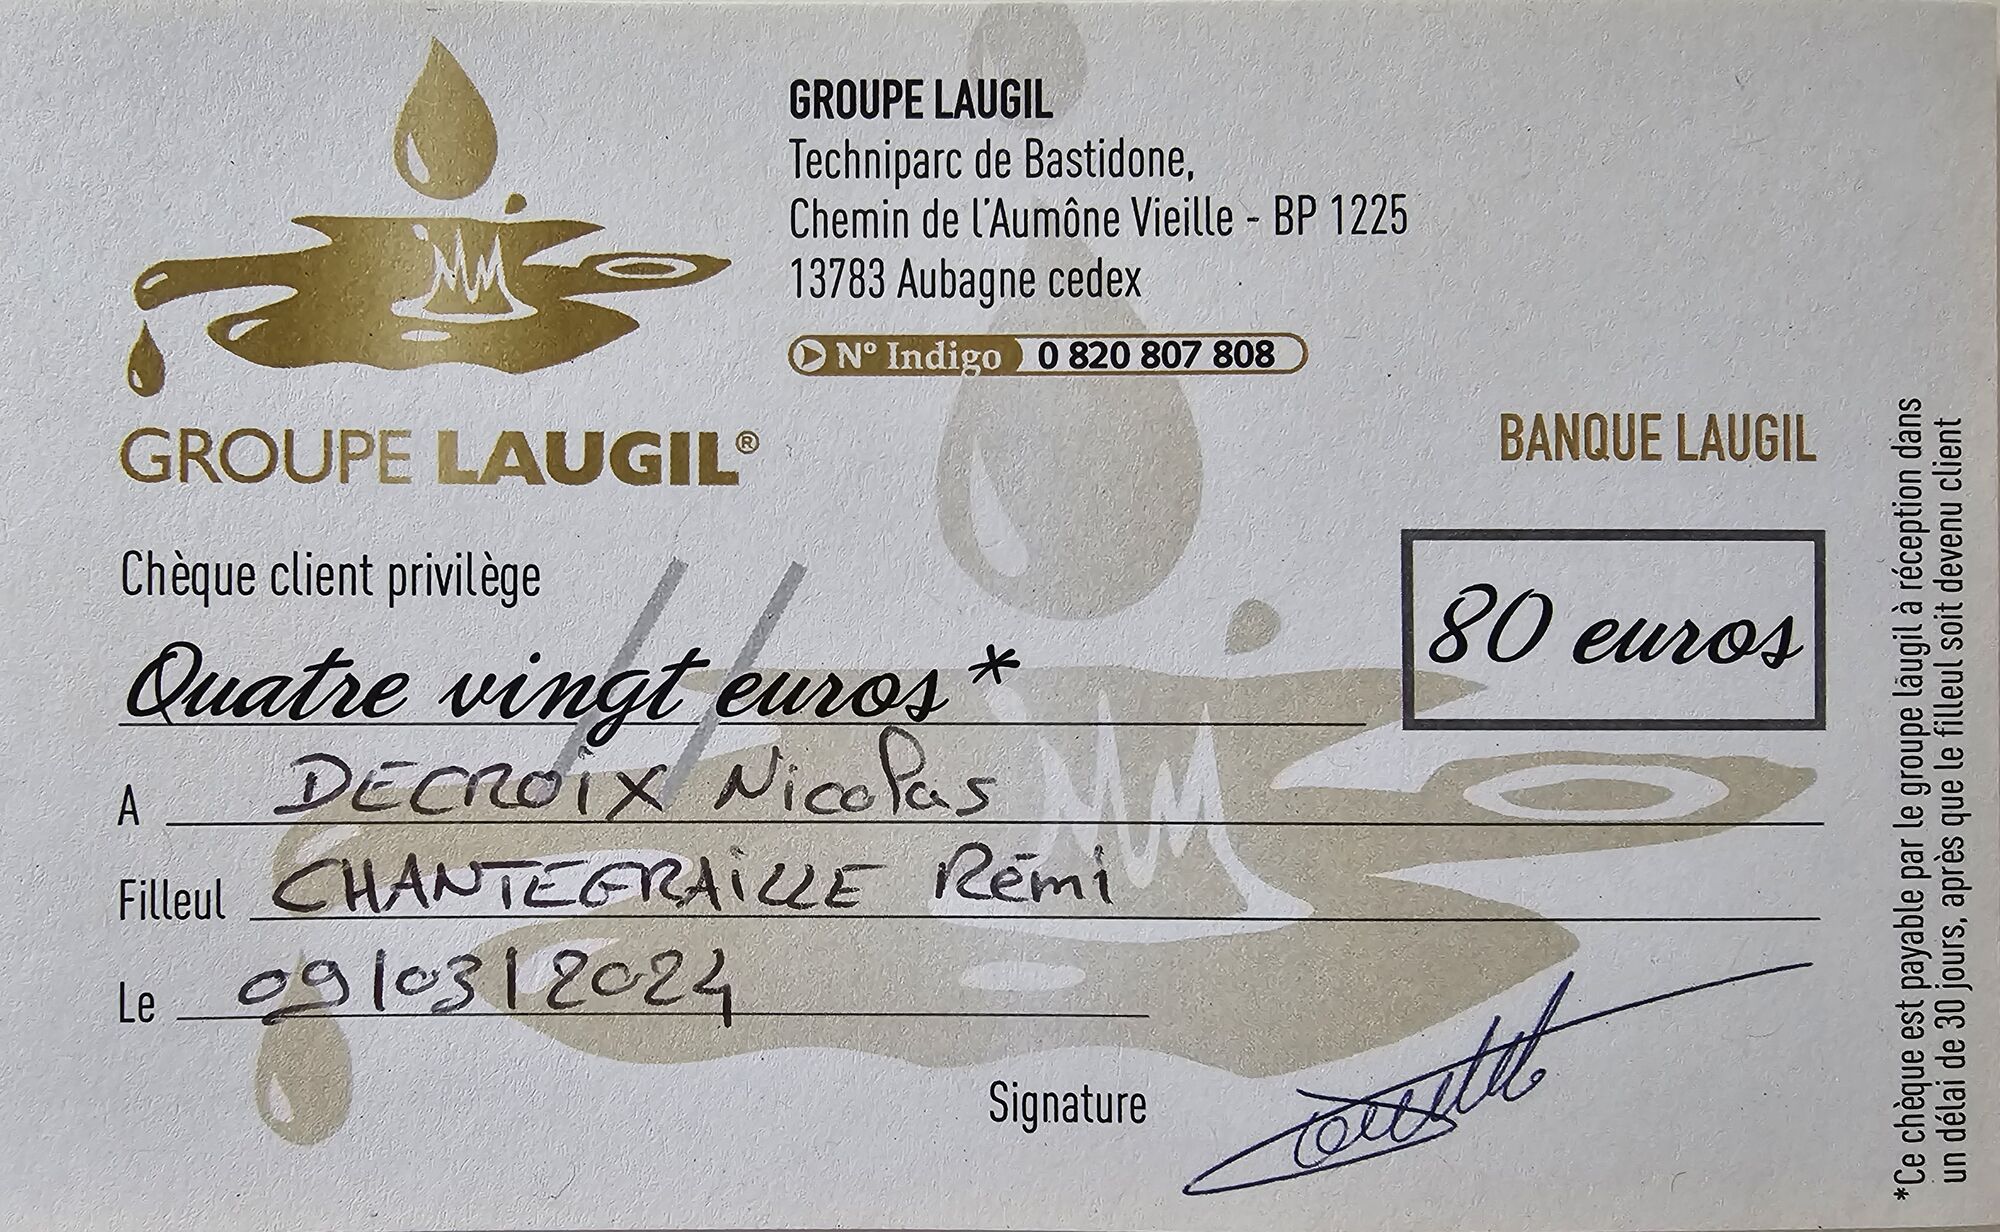 GROUPE LAUGIL
Techniparc de Bastidone,
Chemin de l'Aumône Vieille - BP 1225
13783 Aubagne cedex
N° Indigo 0 820 807 808
GROUPE LAUGIL®
BANQUE LAUGIL
Chèque client privilège
80 euros
Quatre vingt euros *
A DECROIX Nicolas
Filleul CHANTEGRAILLE Rémi
Le 09/03/2024
Signature
*Ce chèque est payable par le groupe laugil à réception dans
un délai de 30 jours, après que le filleul soit devenu client